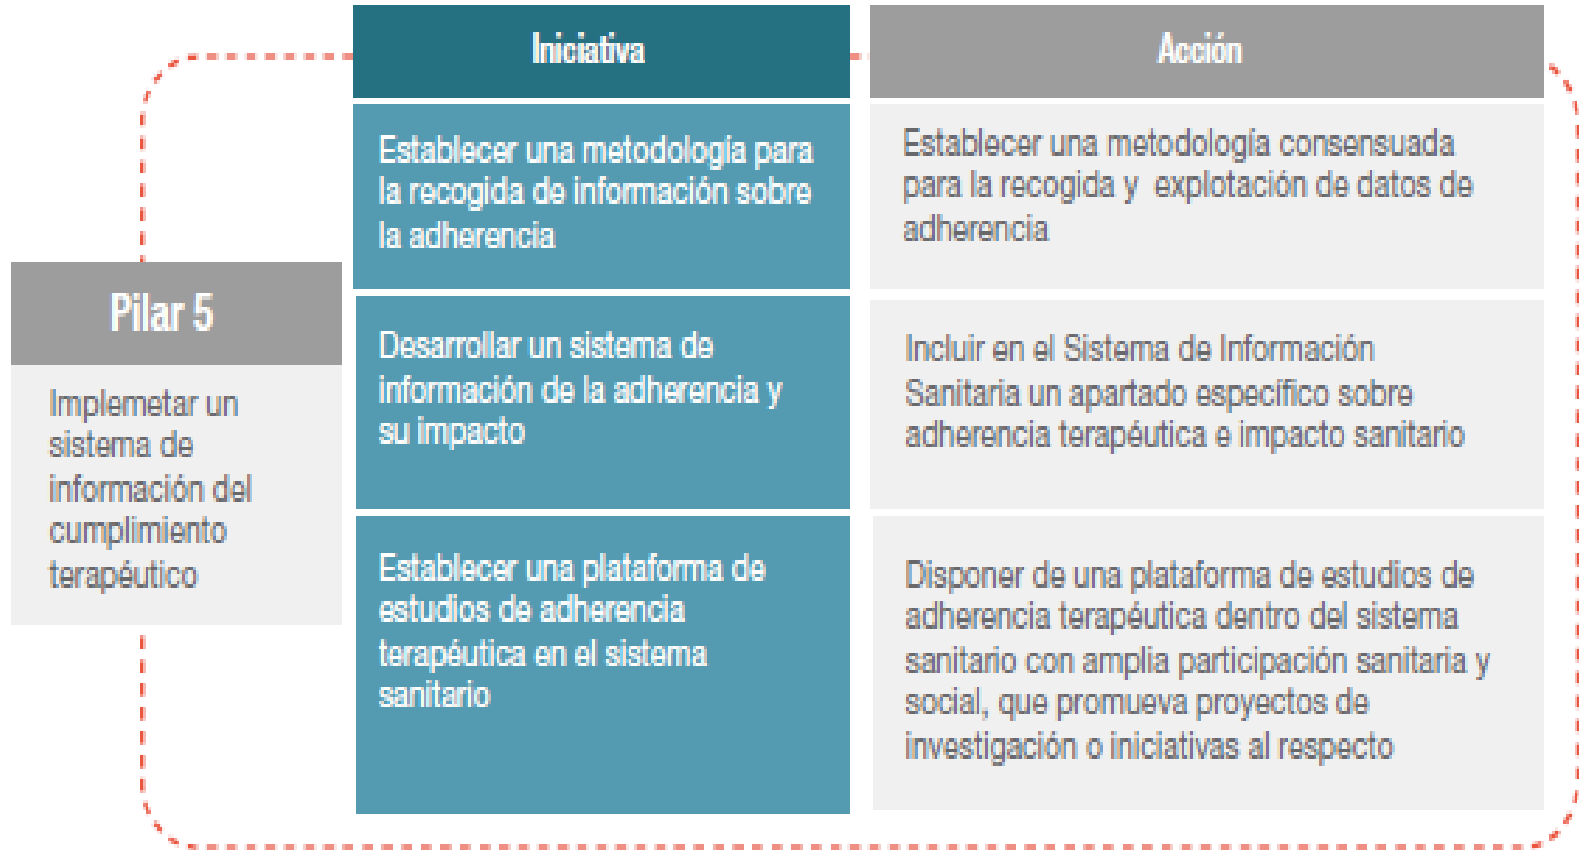 Iniciativa
Acción
Establecer una metodología para
la recogida de información sobre
la adherencia
Establecer una metodología consensuada
para la recogida y explotación de datos de
adherencia
Pilar 5
Implemetar un
sistema de
información del
cumplimiento
terapéutico
Desarrollar un sistema de
información de la adherencia y
su impacto
Incluir en el Sistema de Información
Sanitaria un apartado específico sobre
adherencia terapéutica e impacto sanitario
Establecer una plataforma de
estudios de adherencia
terapéutica en el sistema
sanitario
Disponer de una plataforma de estudios de
adherencia terapéutica dentro del sistema
sanitario con amplia participación sanitaria y
social, que promueva proyectos de
investigación o iniciativas al respecto